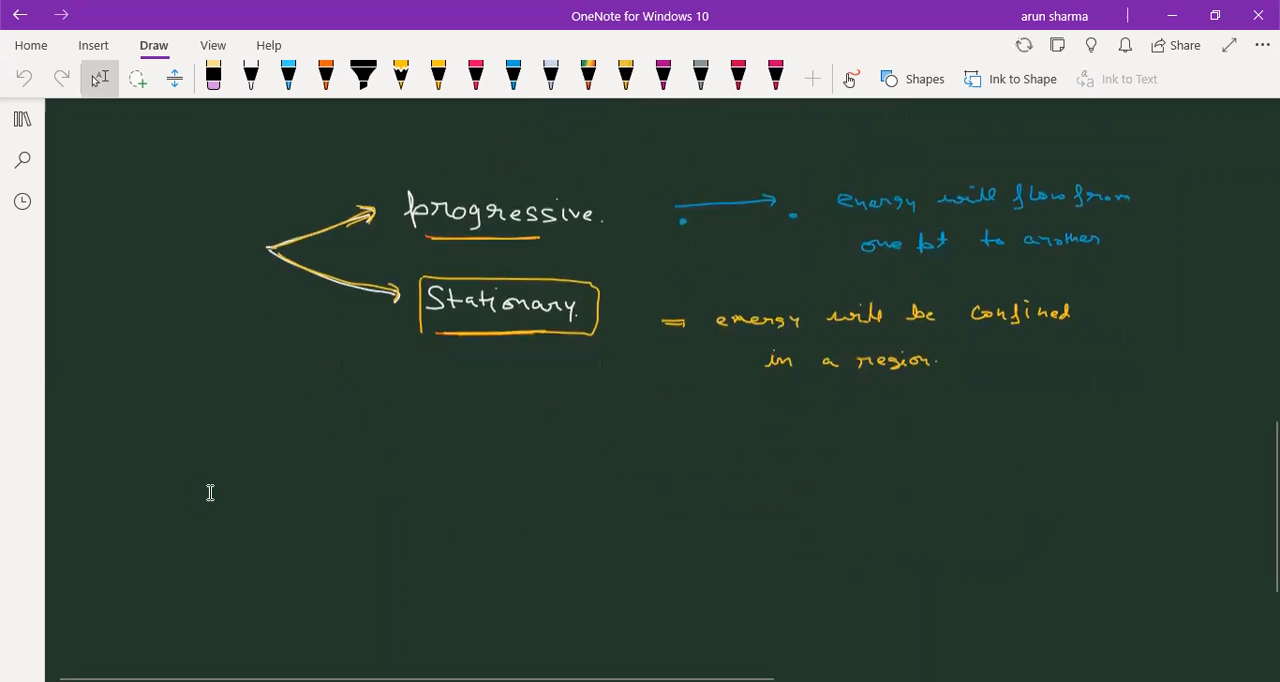 OneNote for Windows 10
arun sharma
Home Insert Draw View Help
Share
Shapes Ink to Shape Ink to Text
progressive.
energy will flow from
one pt to another
Stationary.
= energy will be confined
in a region.